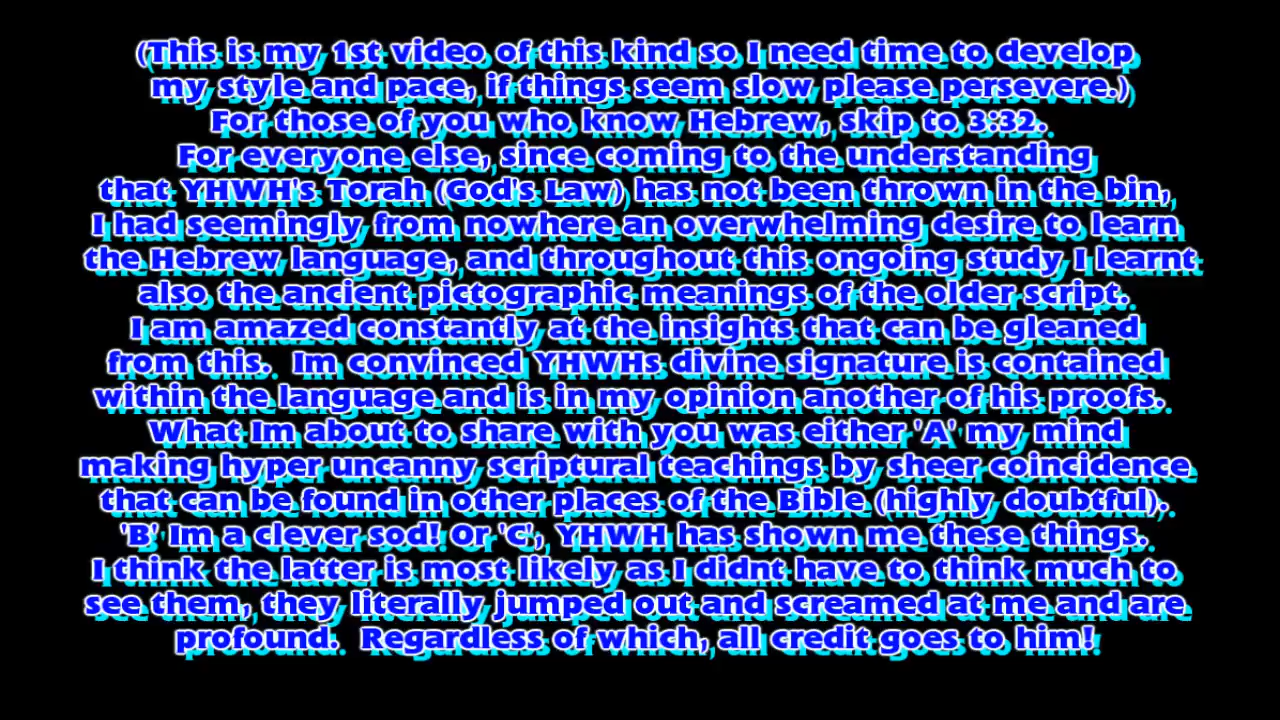 (This is my 1st video of this kind so I need time to develop
my style and pace, if things seem slow please persevere.)
For those of you who know Hebrew, skip to 3:32.
For everyone else, since coming to the understanding
that YHWH's Torah (God's Law) has not been thrown in the bin,
I had seemingly from nowhere an overwhelming desire to learn
the Hebrew language, and throughout this ongoing study I learnt
also the ancient pictographic meanings of the older script.
I am amazed constantly at the insights that can be gleaned
from this.  Im convinced YHWHs divine signature is contained
within the language and is in my opinion another of his proofs.
What Im about to share with you was either 'A' my mind
making hyper uncanny scriptural teachings by sheer coincidence
that can be found in other places of the Bible (highly doubtful).
'B' Im a clever sod! Or 'C', YHWH has shown me these things.
I think the latter is most likely as I didnt have to think much to
see them, they literally jumped out and screamed at me and are
profound.  Regardless of which, all credit goes to him!